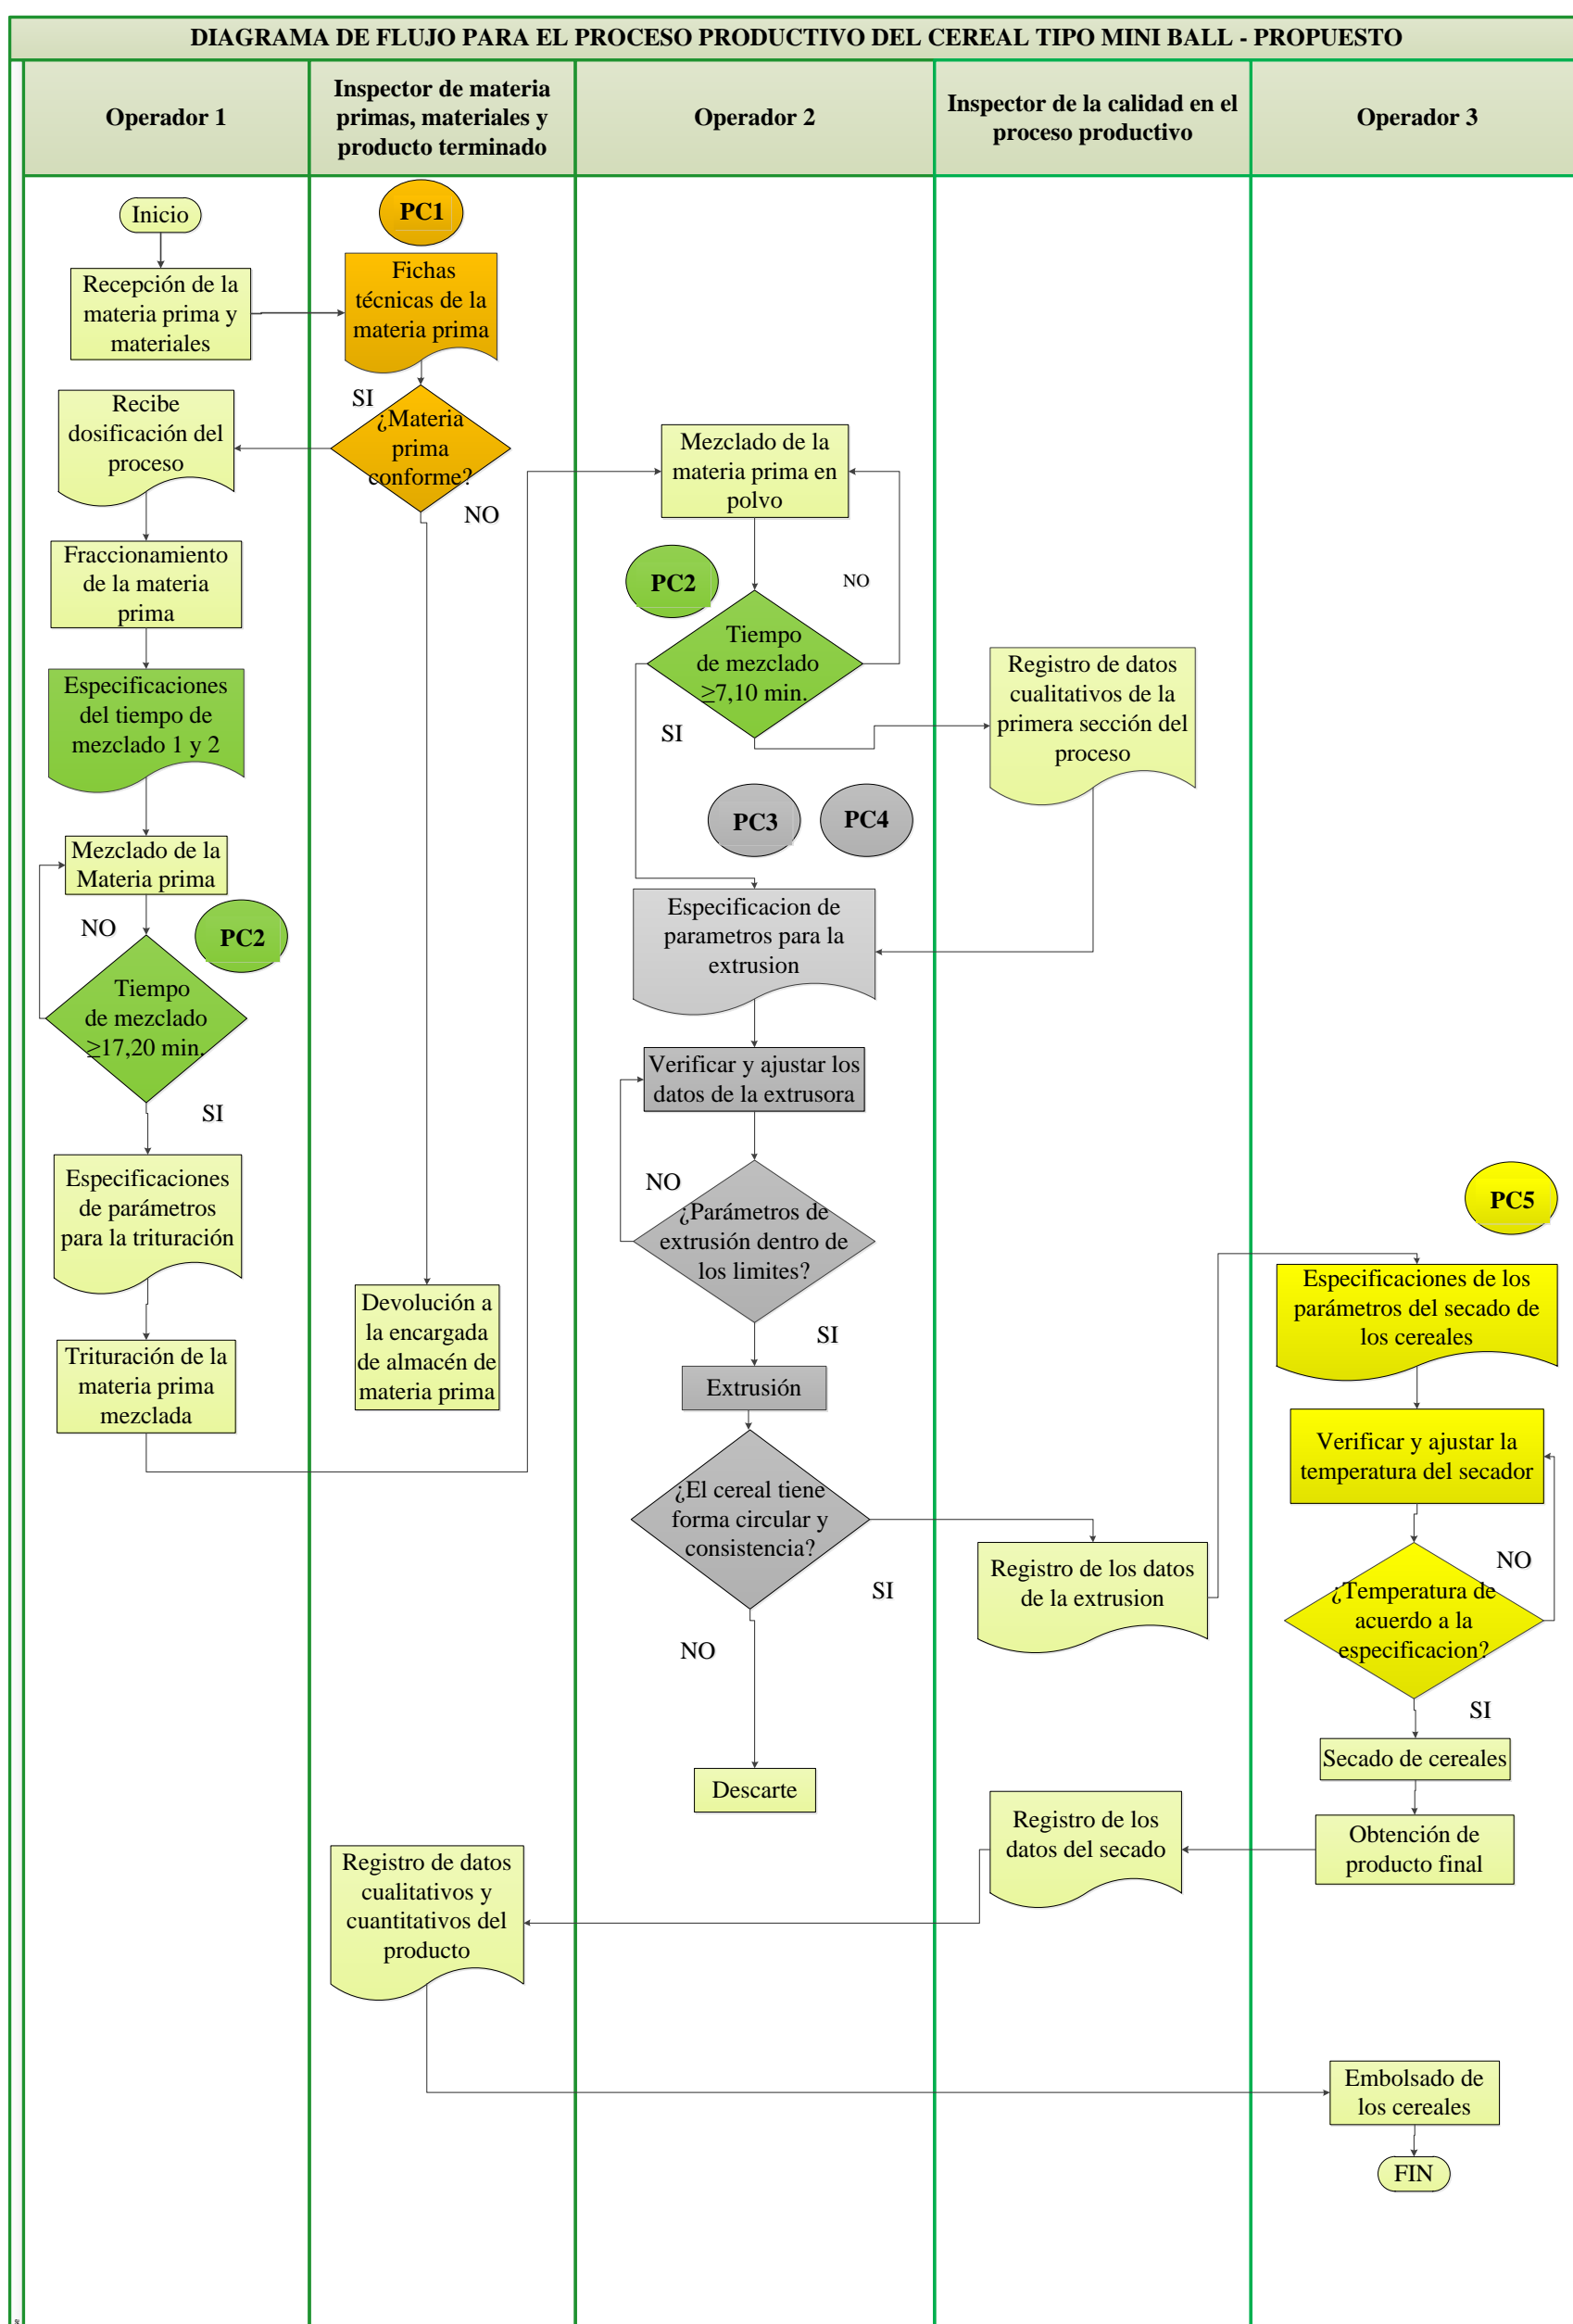 DIAGRAMA DE FLUJO PARA EL PROCESO PRODUCTIVO DEL CEREAL TIPO MINI BALL - PROPUESTO
Operador 1
Inspector de materia
primas, materiales y
producto terminado
Operador 2
Inspector de la calidad en el
proceso productivo
Operador 3
Inicio
Recepción de la
materia prima y
materiales
PC1
Fichas
técnicas de la
materia prima
SI
¿Materia
prima
conforme?
NO
Recibe
dosificación del
proceso
Fraccionamiento
de la materia
prima
Especificaciones
del tiempo de
mezclado 1 y 2
Mezclado de la
Materia prima
NO
PC2
Tiempo
de mezclado
≥17,20 min.
SI
Especificaciones
de parámetros
para la trituración
Trituración de la
materia prima
mezclada
Devolución a
la encargada
de almacén de
materia prima
Mezclado de la
materia prima en
polvo
PC2
NO
Tiempo
de mezclado
≥7,10 min.
SI
Registro de datos
cualitativos de la
primera sección del
proceso
PC3
PC4
Especificacion de
parametros para la
extrusion
Verificar y ajustar los
datos de la extrusora
NO
¿Parámetros de
extrusión dentro de
los limites?
SI
Extrusión
¿El cereal tiene
forma circular y
consistencia?
SI
NO
Descarte
Registro de los datos
de la extrusion
PC5
Especificaciones de los
parámetros del secado de
los cereales
Verificar y ajustar la
temperatura del secador
NO
¿Temperatura de
acuerdo a la
especificacion?
SI
Secado de cereales
Obtención de
producto final
Registro de los
datos del secado
Registro de datos
cualitativos y
cuantitativos del
producto
Embolsado de
los cereales
FIN